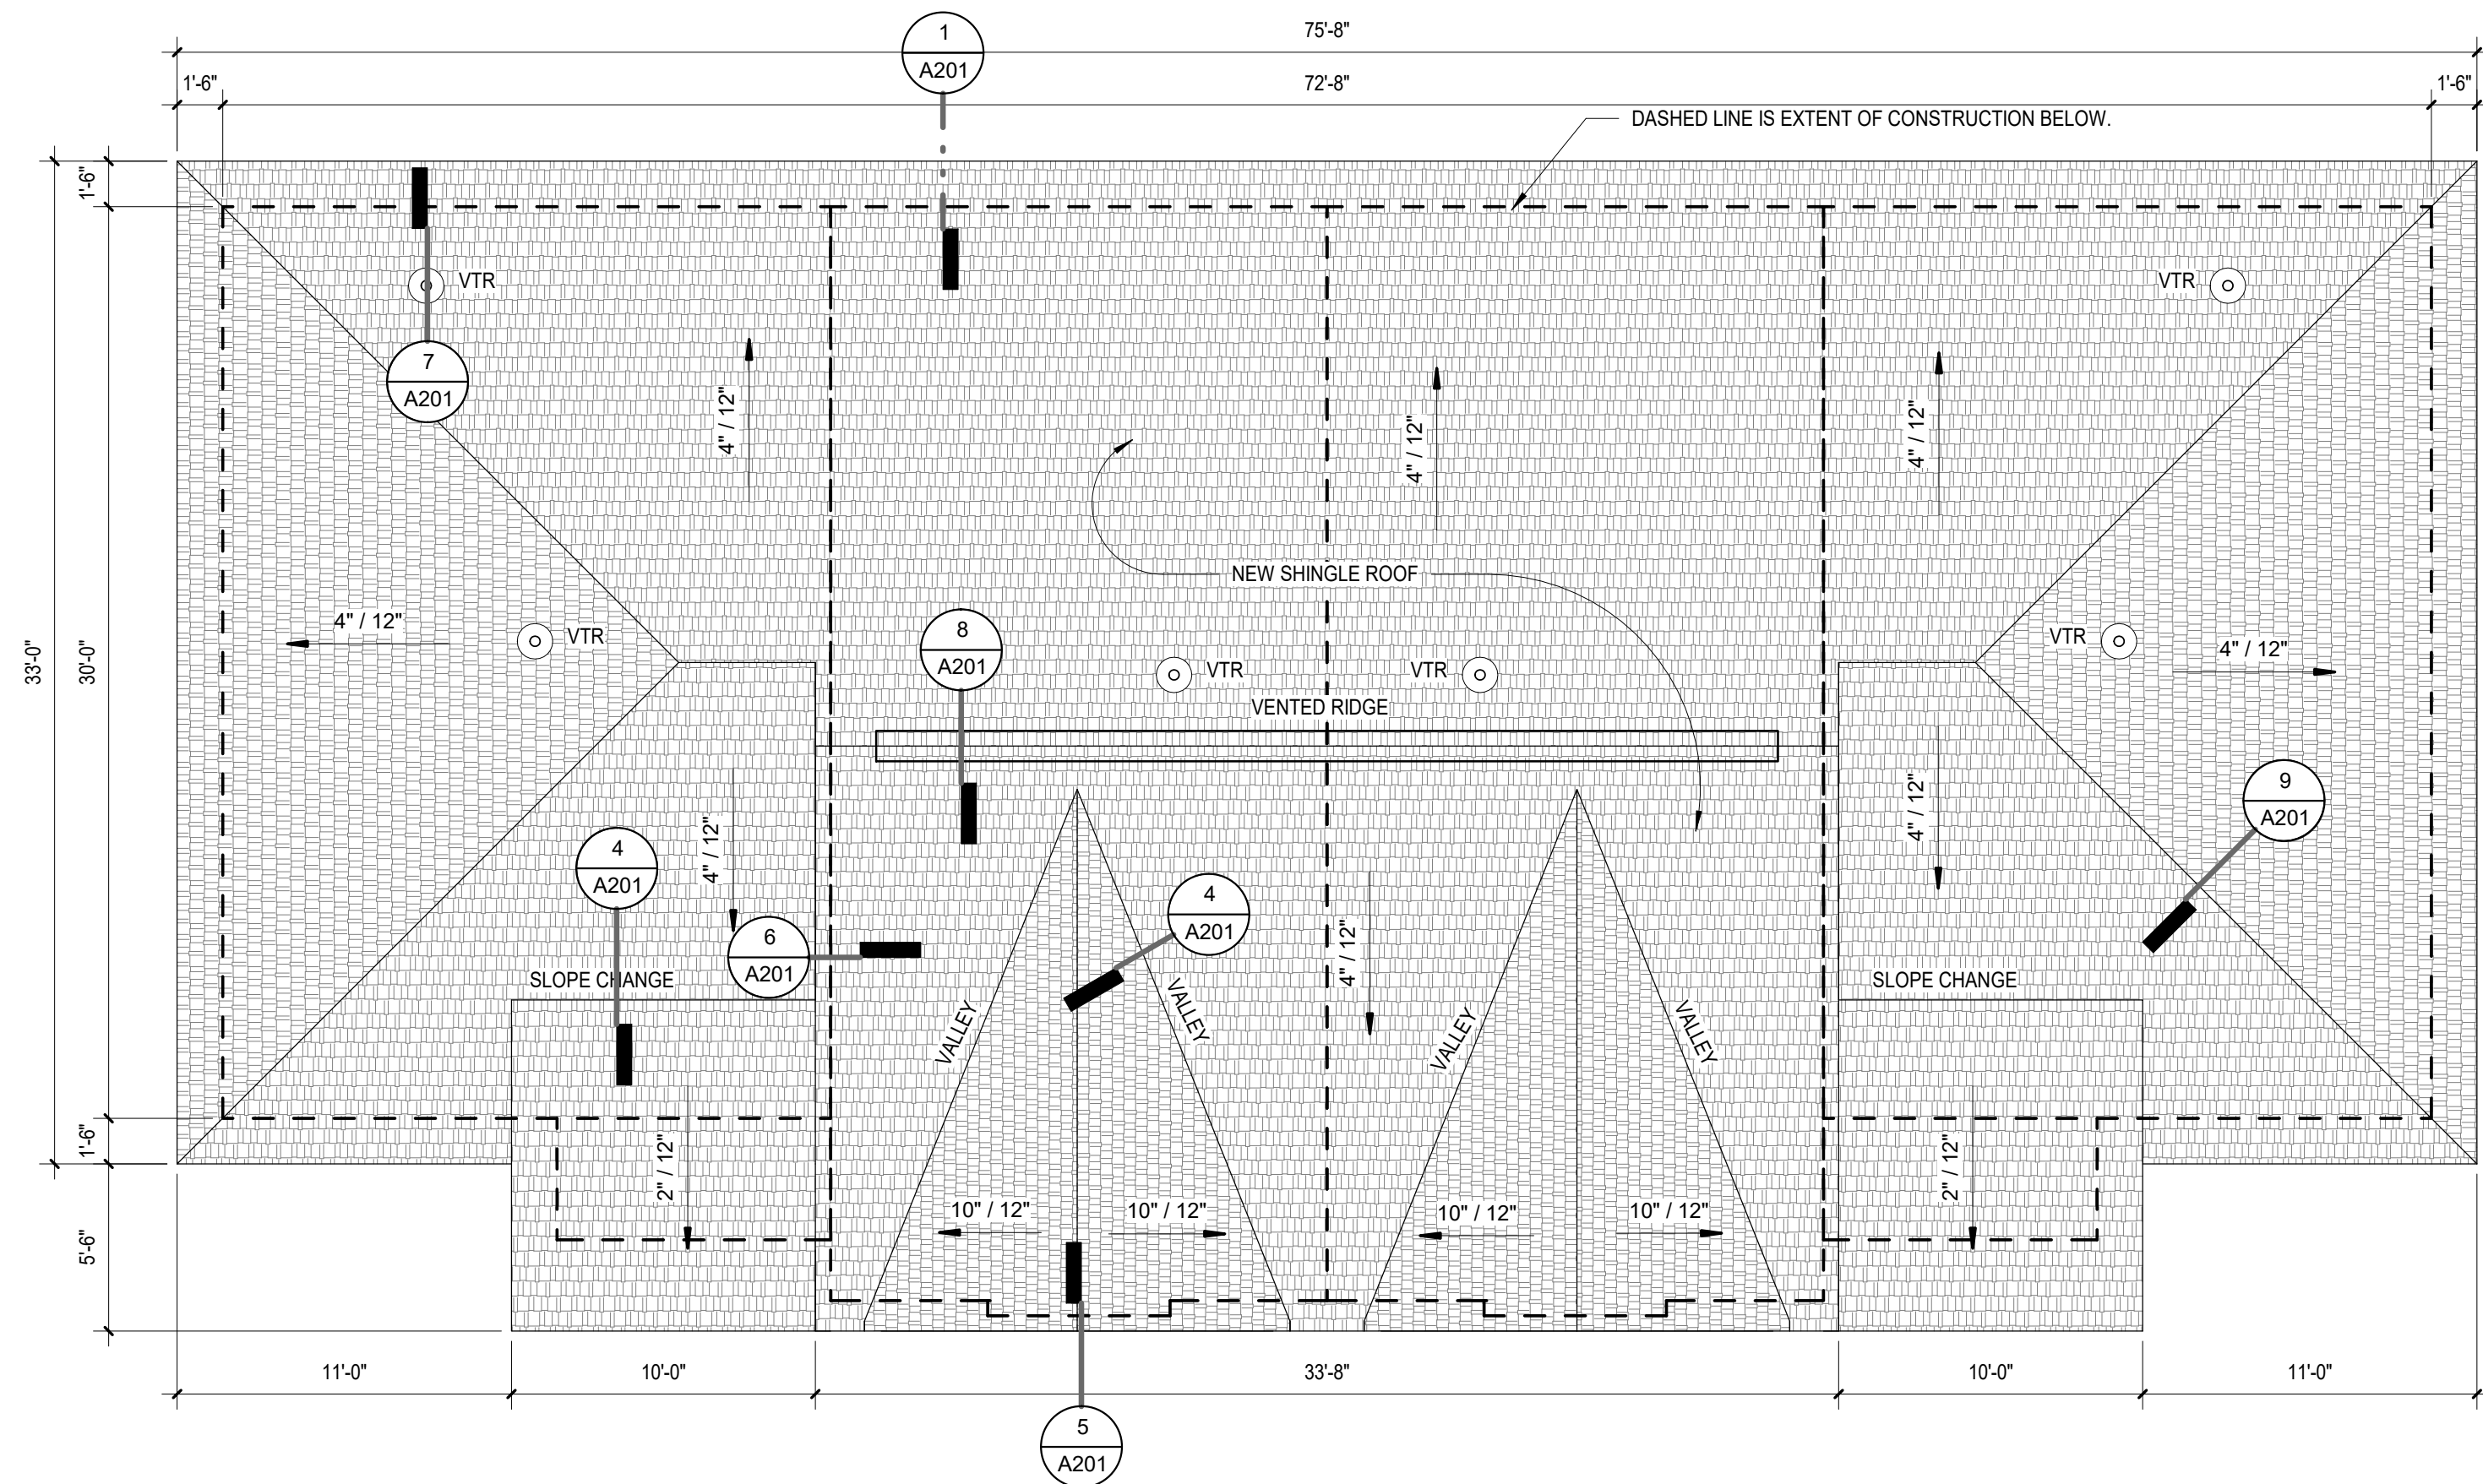 75'-8"
1
A201
1'-6"
72'-8"
1'-6"
DASHED LINE IS EXTENT OF CONSTRUCTION BELOW.
1'-6"
VTR
VTR
7
A201
4" / 12"
4" / 12"
4" / 12"
NEW SHINGLE ROOF
33'-0"
30'-0"
4" / 12"
VTR
8
A201
VTR
VTR
VTR
4" / 12"
VENTED RIDGE
9
A201
4" / 12"
4" / 12"
4
A201
4
A201
6
A201
4" / 12"
SLOPE CHANGE
SLOPE CHANGE
VALLEY
VALLEY
VALLEY
VALLEY
1'-6"
2" / 12"
2" / 12"
10" / 12"
10" / 12"
10" / 12"
10" / 12"
5'-6"
11'-0"
10'-0"
33'-8"
10'-0"
11'-0"
5
A201